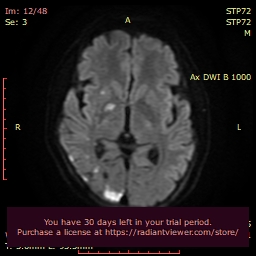 Im: 12/48
Se: 3
STP72
STP72
M
A
Ax DWI B 1000
R
L
You have 30 days left in your trial period.
Purchase a license at https://radiantviewer.com/store/